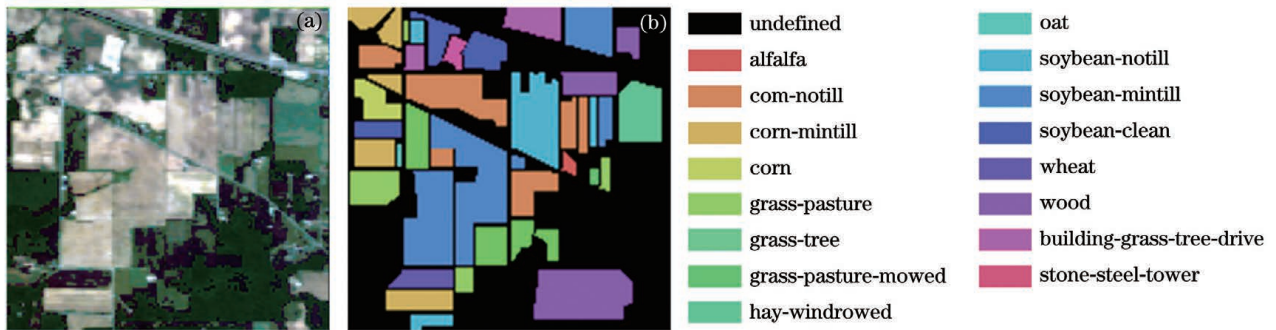 (a)
(b)
undefined
alfalfa
com-notill
corn-mintill
corn
grass-pasture
grass-tree
grass-pasture-mowed
hay-windrowed
oat
soybean-notill
soybean-mintill
soybean-clean
wheat
wood
building-grass-tree-drive
stone-steel-tower